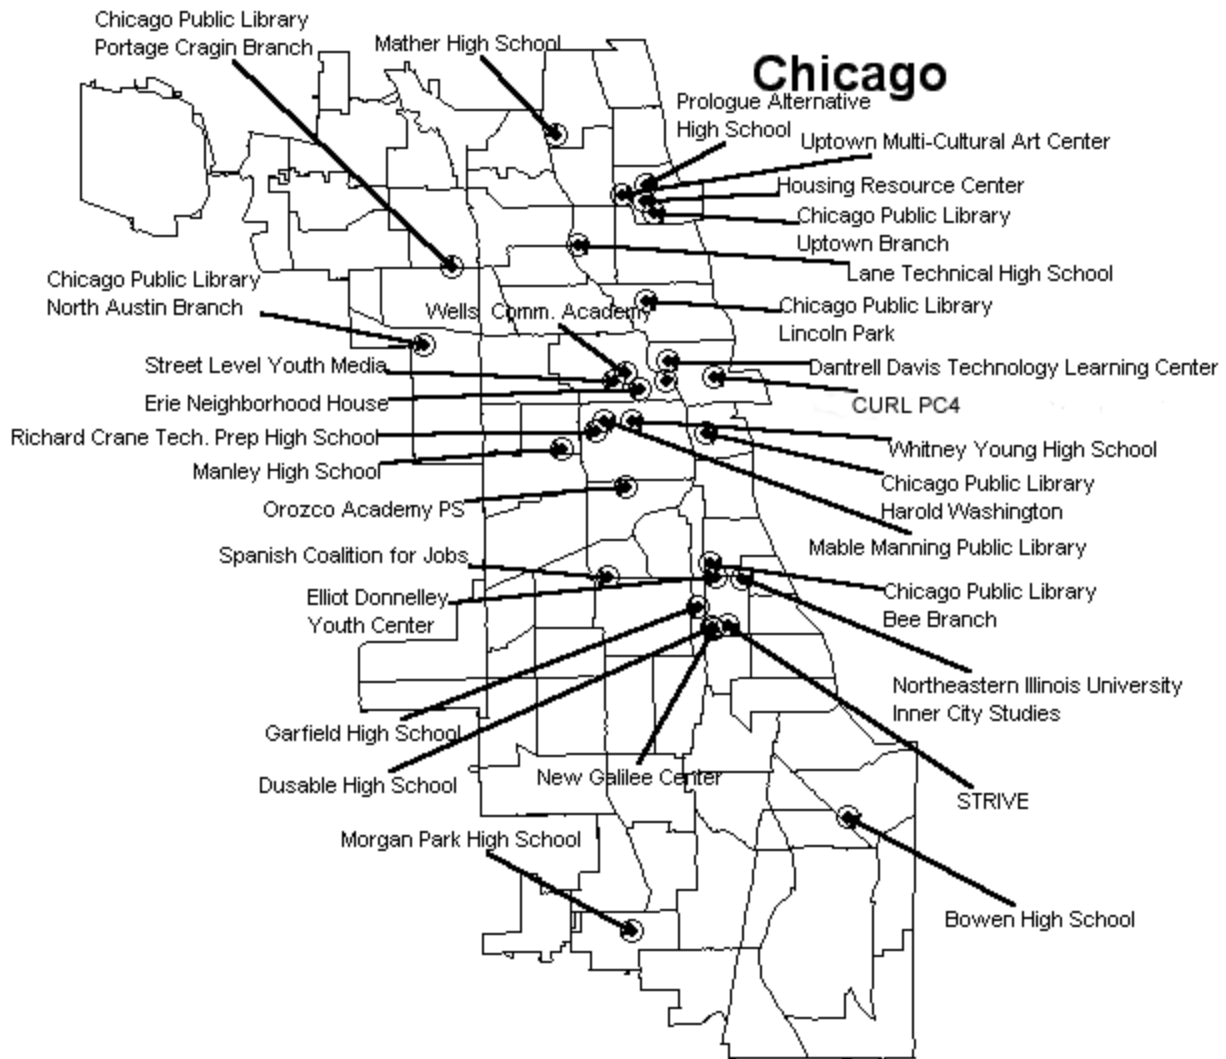 Chicago Public Library
Portage Cragin Branch
Mather High School
Chicago
Prologue Alternative
High School
Uptown Multi-Cultural Art Center
Housing Resource Center
Chicago Public Library
Uptown Branch
Lane Technical High School
Chicago Public Library
North Austin Branch
Wells Comm. Academy
Chicago Public Library
Lincoln Park
Street Level Youth Media
Dantrell Davis Technology Learning Center
Erie Neighborhood House
CURL PC4
Richard Crane Tech. Prep High School
Whitney Young High School
Manley High School
Chicago Public Library
Harold Washington
Orozco Academy PS
Mable Manning Public Library
Spanish Coalition for Jobs
Chicago Public Library
Bee Branch
Elliot Donnelley
Youth Center
Northeastern Illinois University
Inner City Studies
Garfield High School
Dusable High School
New Galilee Center
STRIVE
Morgan Park High School
Bowen High School